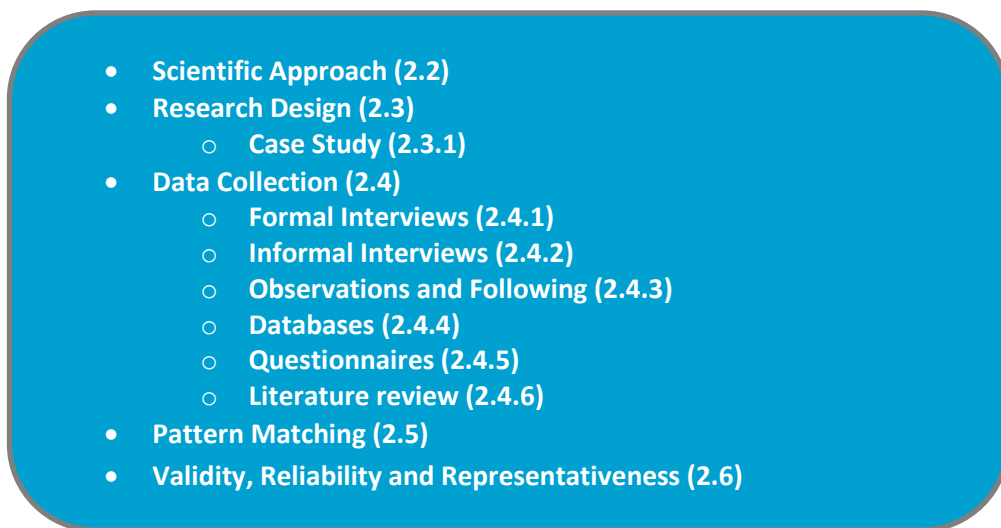 • Scientific Approach (2.2)
• Research Design (2.3)
o Case Study (2.3.1)
• Data Collection (2.4)
o Formal Interviews (2.4.1)
o Informal Interviews (2.4.2)
o Observations and Following (2.4.3)
o Databases (2.4.4)
o Questionnaires (2.4.5)
o Literature review (2.4.6)
• Pattern Matching (2.5)
• Validity, Reliability and Representativeness (2.6)